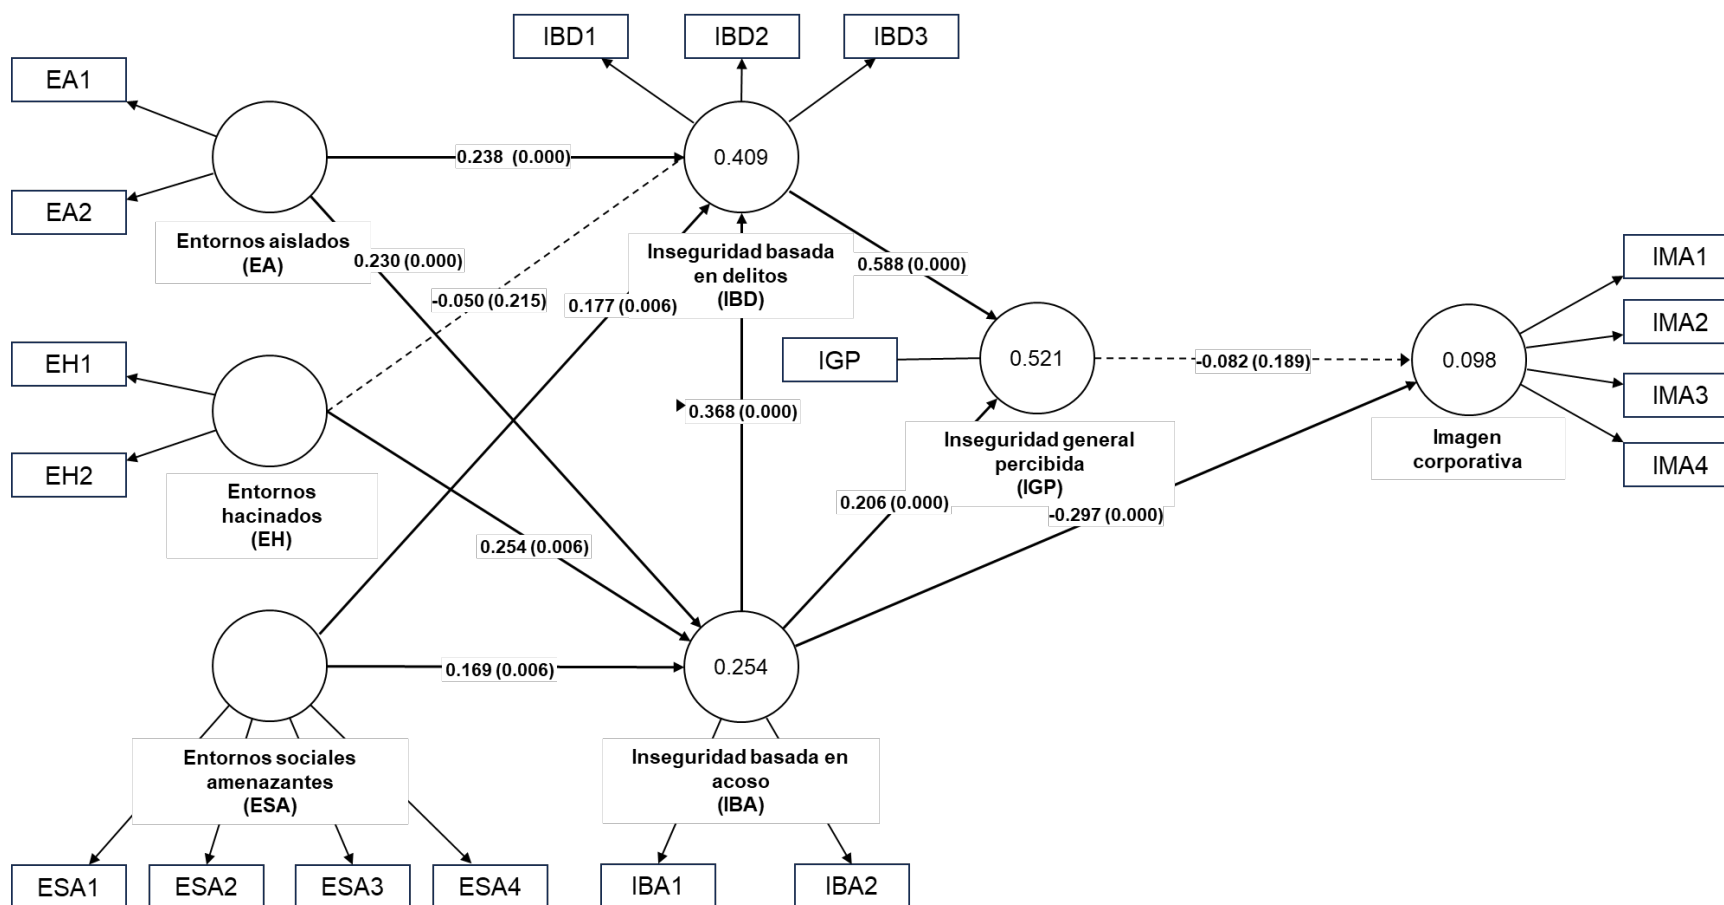 IBD1
IBD2
IBD3
EA1
0.238 (0.000)
0.409
EA2
Entornos aislados
(EA)
0.230 (0.000)
Inseguridad basada
en delitos
(IBD)
0.588 (0.000)
-0.050 (0.215)
0.177 (0.006)
IMA1
IMA2
EH1
IGP
0.521
-0.082 (0.189)
0.098
IMA3
0.368 (0.000)
EH2
Entornos
hacinados
(EH)
Inseguridad general
percibida
(IGP)
Imagen
corporativa
IMA4
0.206 (0.000)
-0.297 (0.000)
0.254 (0.006)
0.169 (0.006)
0.254
Entornos sociales
amenazantes
(ESA)
Inseguridad basada en
acoso
(IBA)
ESA1
ESA2
ESA3
ESA4
IBA1
IBA2